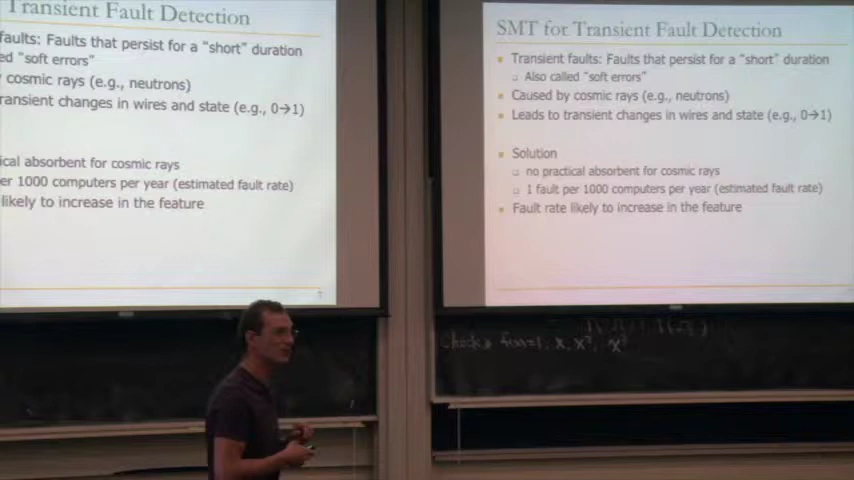 Transient Fault Detection
faults: Faults that persist for a "short" duration
ed "soft errors"
cosmic rays (e.g., neutrons)
ransient changes in wires and state (e.g., 0→1)
ical absorbent for cosmic rays
er 1000 computers per year (estimated fault rate)
likely to increase in the feature
SMT for Transient Fault Detection
Transient faults: Faults that persist for a "short" duration
Also called "soft errors"
Caused by cosmic rays (e.g., neutrons)
Leads to transient changes in wires and state (e.g., 0→1)
Solution
no practical absorbent for cosmic rays
1 fault per 1000 computers per year (estimated fault rate)
Fault rate likely to increase in the feature